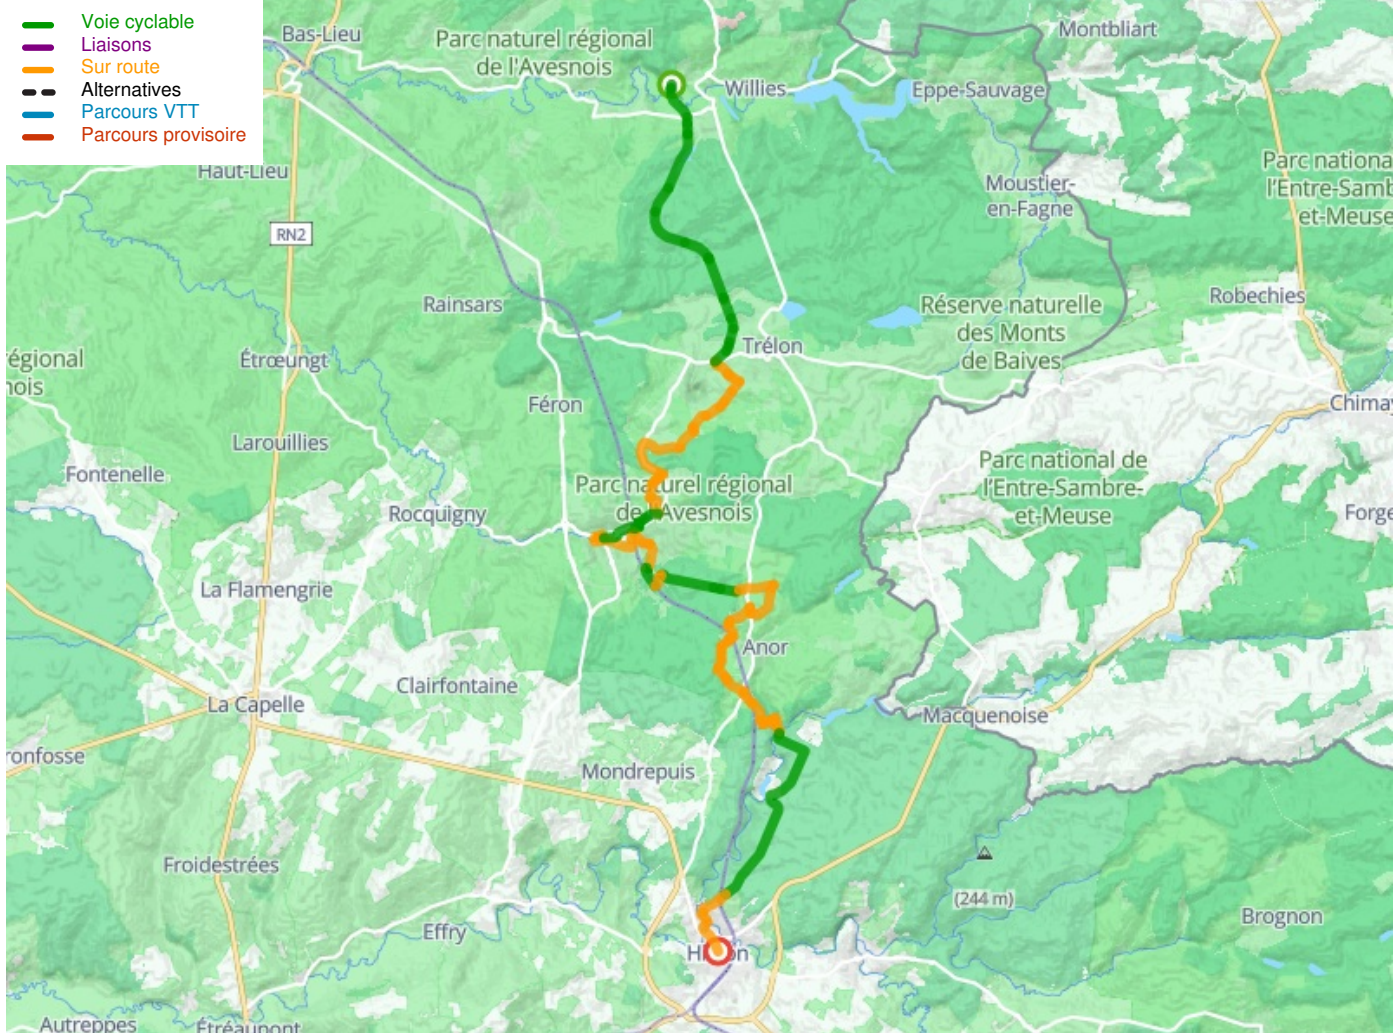 Voie cyclable
Liaisons
Sur route
Alternatives
Parcours VTT
Parcours provisoire
Bas-Lieu
Parc naturel régional
de l'Avesnois
Montbliart
Willies
Eppe-Sauvage
Haut-Lieu
Moustier-
en-Fagne
Parc nationa
l'Entre-Samb
et-Meuse
RN2
Rainsars
Réserve naturelle
des Monts
de Baives
Robechies
égional
nois
Étrœungt
Trélon
Féron
Chimay
Larouillies
Fontenelle
Parc naturel régional
de l'Avesnois
Parc national de
l'Entre-Sambre-
et-Meuse
Rocquigny
Forge
La Flamengrie
Anor
Clairfontaine
La Capelle
Macquenoise
ronfosse
Mondrepuis
Froidestrées
(244 m)
Brognon
Effry
Hirson
Autreppes
Étréaupont